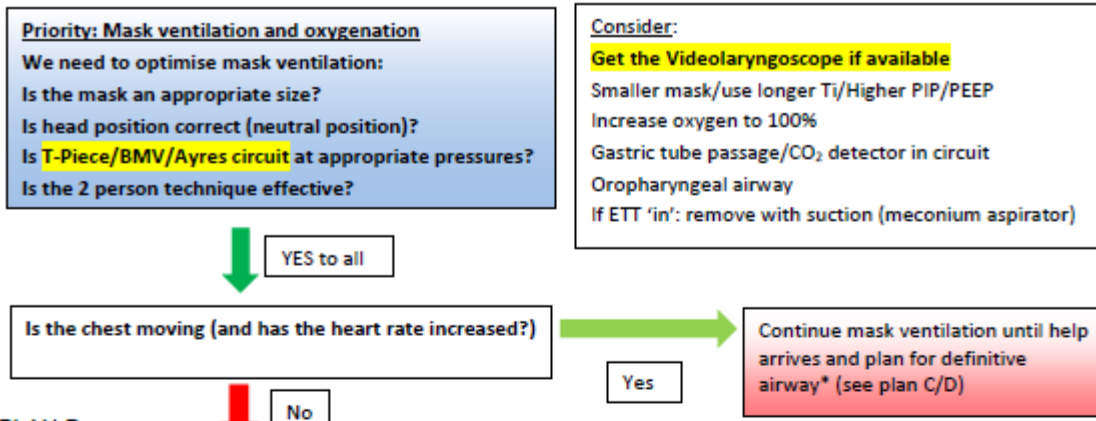 Priority: Mask ventilation and oxygenation
We need to optimise mask ventilation:
Is the mask an appropriate size?
Is head position correct (neutral position)?
Is T-Piece/BMV/Ayres circuit at appropriate pressures?
Is the 2 person technique effective?
Consider:
Get the Videolaryngoscope if available
Smaller mask/use longer Ti/Higher PIP/PEEP
Increase oxygen to 100%
Gastric tube passage/CO₂ detector in circuit
Oropharyngeal airway
If ETT ‘in’: remove with suction (meconium aspirator)
YES to all
Is the chest moving (and has the heart rate increased?)
Yes
Continue mask ventilation until help
arrives and plan for definitive
airway* (see plan C/D)
No